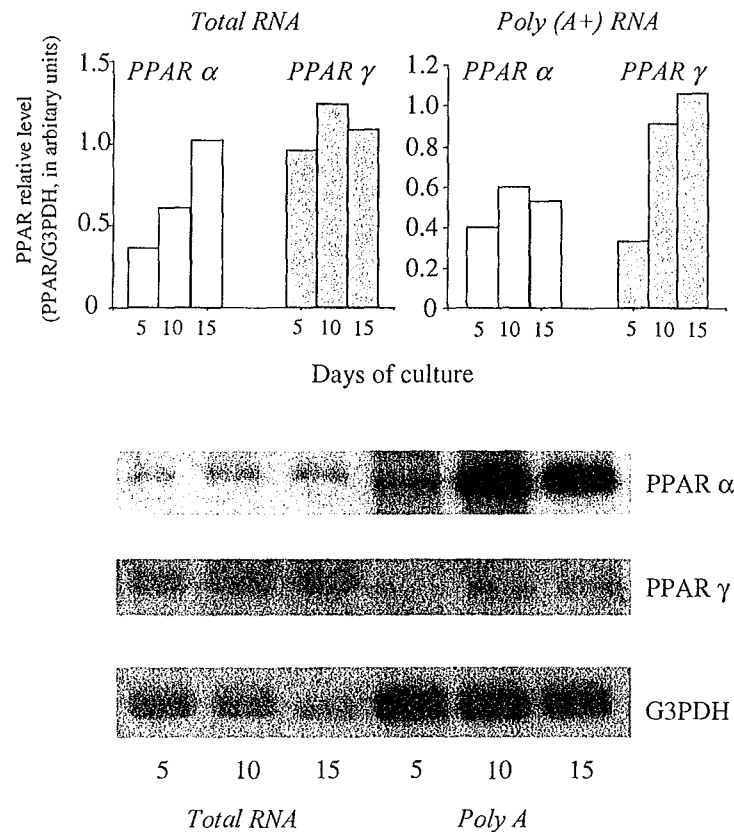 Total RNA
Poly (A+) RNA
PPAR relative level
(PPAR/G3PDH, in arbitary units)
1.5
1.0
0.5
0
PPAR α
PPAR γ
5 10 15
5 10 15
1.2
1.0
0.8
0.6
0.4
0.2
0
PPAR α
PPAR γ
5 10 15
5 10 15
Days of culture
PPAR α
PPAR γ
G3PDH
5 10 15 5 10 15
Total RNA Poly A